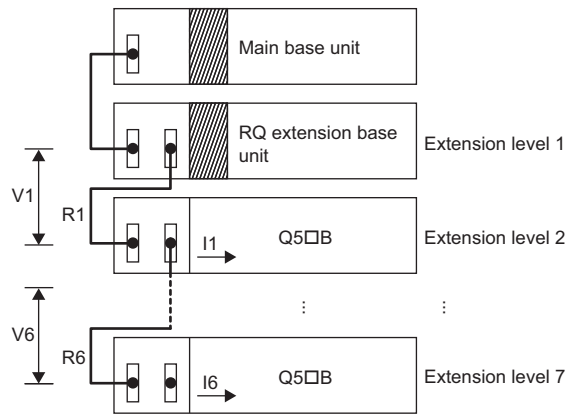 Main base unit
RQ extension base
unit
Extension level 1
V1
R1
I1
Q5□B
Extension level 2
⋮
⋮
V6
R6
I6
Q5□B
Extension level 7